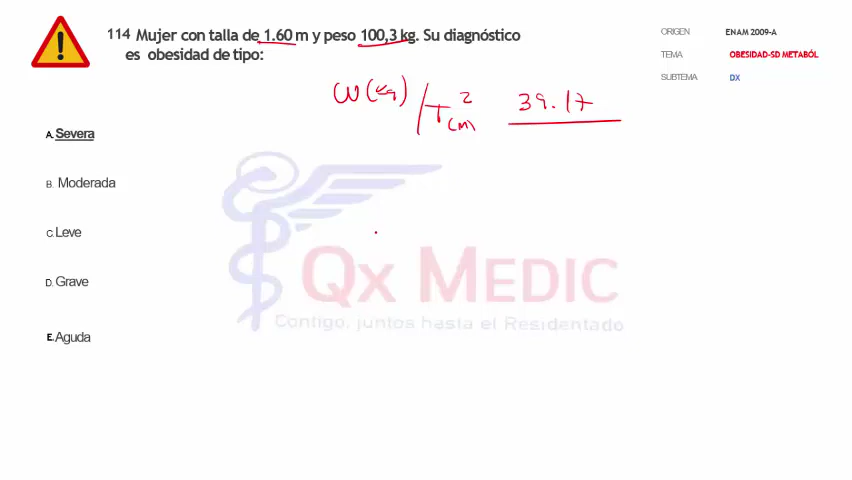 114 Mujer con talla de 1.60 m y peso 100,3 kg. Su diagnóstico
es obesidad de tipo:
ORIGEN ENAM 2009-A
TEMA OBESIDAD-SD METABÓL
SUBTEMA DX
W (kg) / T² (m) 39.17
A. Severa
B. Moderada
C. Leve
D. Grave
E. Aguda
Qx MEDIC
Contigo, juntos hasta el Residentado